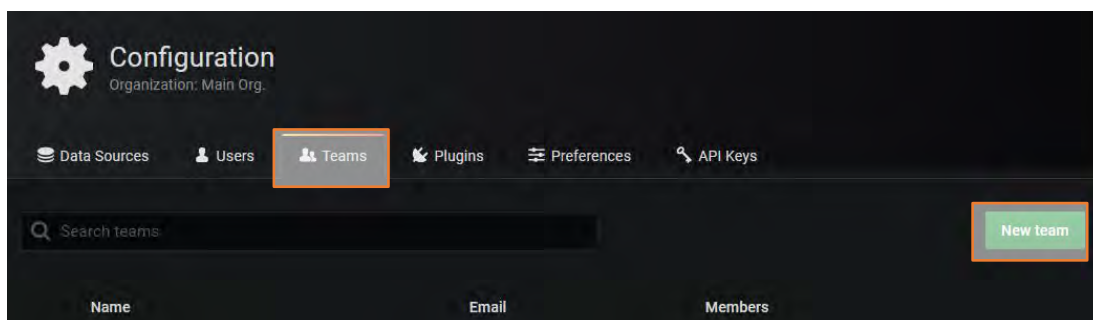 Configuration
Organization: Main Org.
Data Sources Users Teams Plugins Preferences API Keys
Search teams New team
Name Email Members